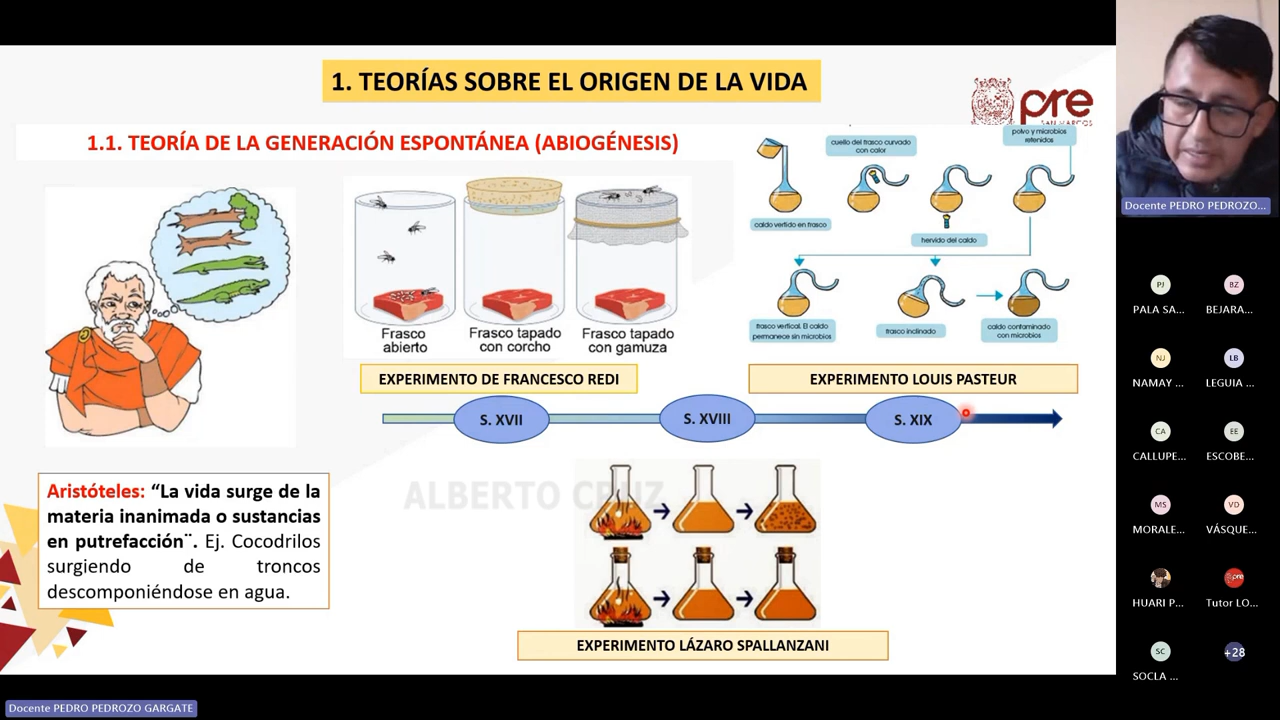 1. TEORÍAS SOBRE EL ORIGEN DE LA VIDA
pre
SAN MARCOS
1.1. TEORÍA DE LA GENERACIÓN ESPONTÁNEA (ABIOGÉNESIS)
Frasco
abierto
Frasco tapado
con corcho
Frasco tapado
con gamuza
cuello del frasco curvado
con calor
polvo y microbios
retenidos
caldo vertido en frasco
hervido del caldo
frasco vertical. El caldo
permanece sin microbios
frasco inclinado
caldo contaminado
con microbios
EXPERIMENTO DE FRANCESCO REDI
EXPERIMENTO LOUIS PASTEUR
S. XVII
S. XVIII
S. XIX
Aristóteles: “La vida surge de la
materia inanimada o sustancias
en putrefacción¨. Ej. Cocodrilos
surgiendo de troncos
descomponiéndose en agua.
ALBERTO CRUZ
EXPERIMENTO LÁZARO SPALLANZANI
Docente PEDRO PEDROZO GARGATE
Docente PEDRO PEDROZO...
PJ
PALA SA...
BZ
BEJARA...
NJ
NAMAY ...
LB
LEGUIA ...
CA
CALLUPE...
EE
ESCOBE...
MS
MORALE...
VD
VÁSQUE...
HUARI P...
pre
Tutor LO...
SC
SOCLA ...
+28